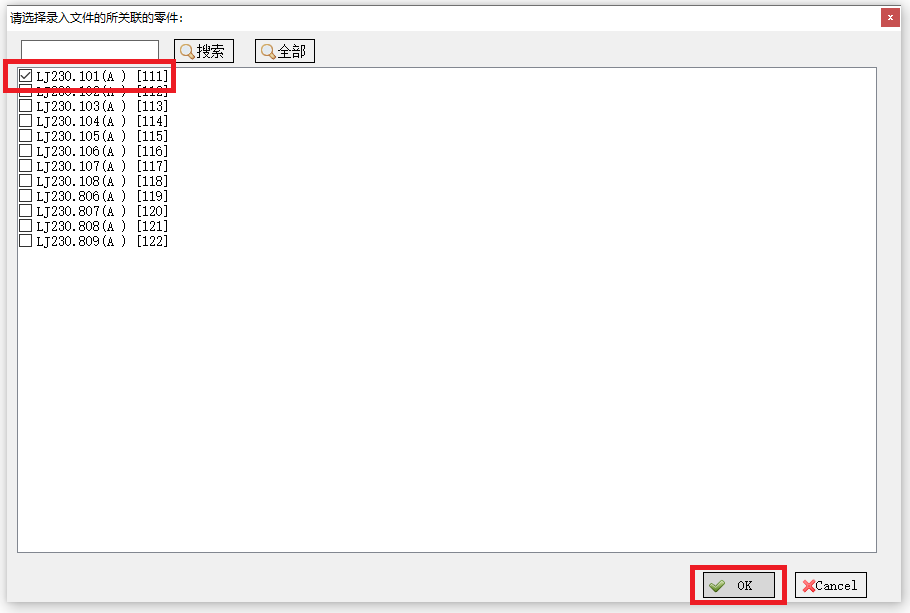 请选择录入文件的所关联的零件:
x
搜索 全部
LJ230.101(A ) [111]
LJ230.102(A ) [112]
LJ230.103(A ) [113]
LJ230.104(A ) [114]
LJ230.105(A ) [115]
LJ230.106(A ) [116]
LJ230.107(A ) [117]
LJ230.108(A ) [118]
LJ230.806(A ) [119]
LJ230.807(A ) [120]
LJ230.808(A ) [121]
LJ230.809(A ) [122]
OK Cancel